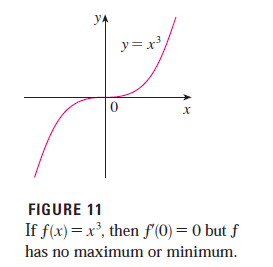 y
y = x³
0
x
FIGURE 11
If f(x) = x³, then f′(0) = 0 but f
has no maximum or minimum.